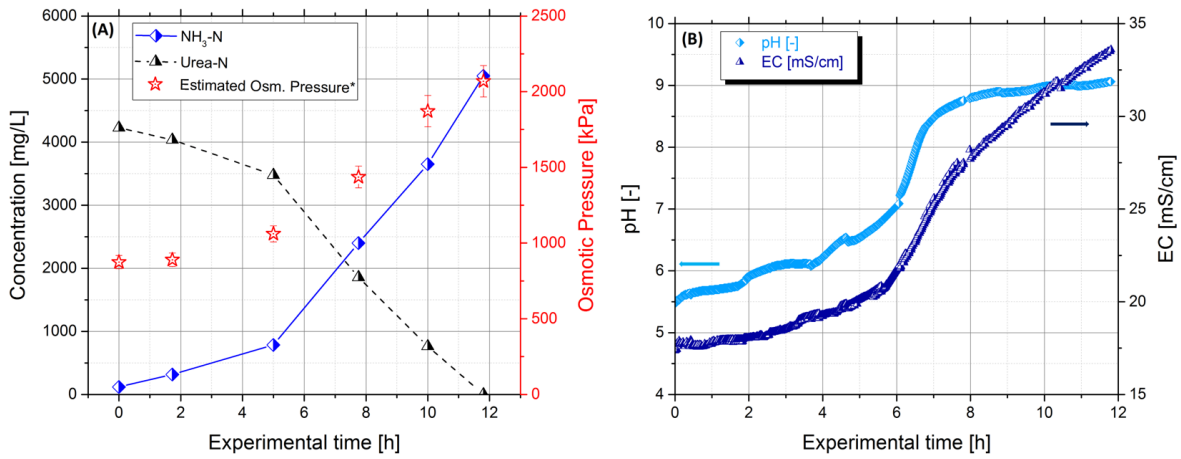 (A)
NH3-N
Urea-N
Estimated Osm. Pressure*
Concentration [mg/L]
6000
5000
4000
3000
2000
1000
0
0 2 4 6 8 10 12
Experimental time [h]
2500
2000
1500
1000
500
0
Osmotic Pressure [kPa]
(B)
pH [-]
EC [mS/cm]
pH [-]
10
9
8
7
6
5
4
0 2 4 6 8 10 12
Experimental time [h]
35
30
25
20
15
EC [mS/cm]